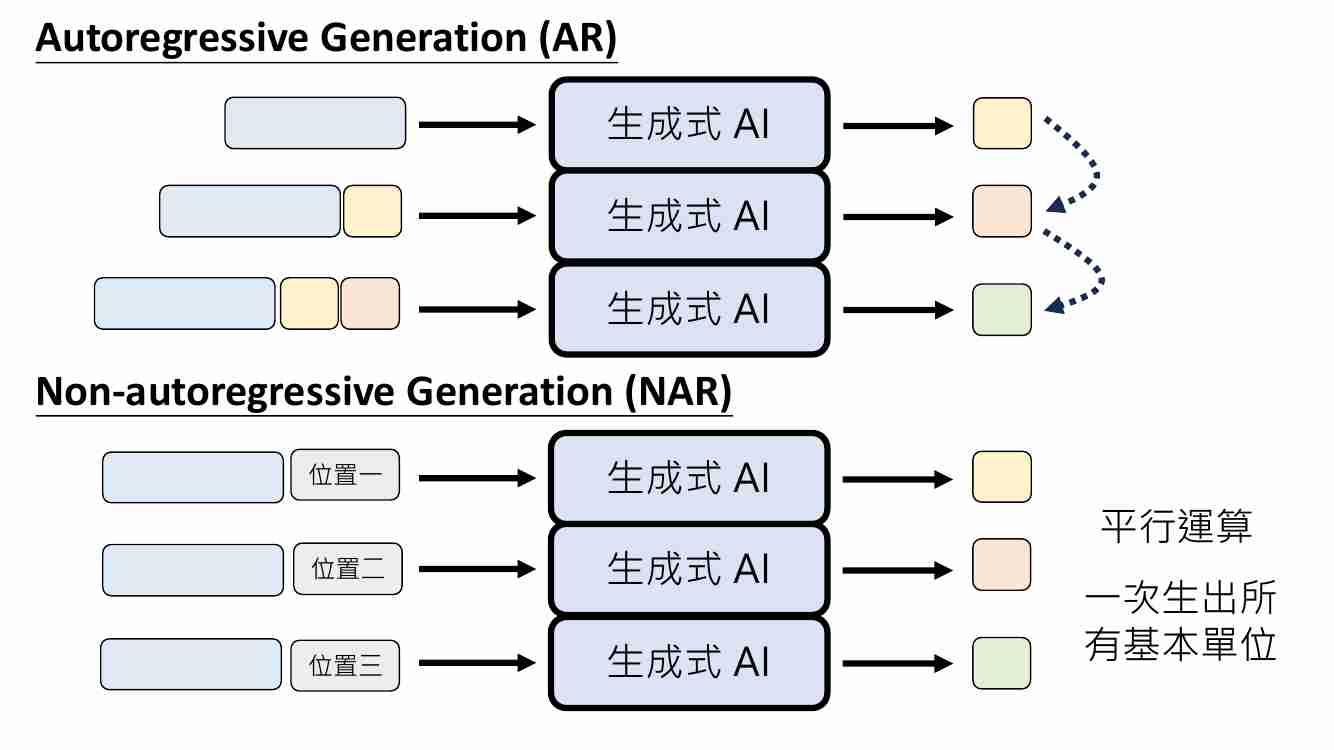 Autoregressive Generation (AR)
生成式 AI
生成式 AI
生成式 AI
Non-autoregressive Generation (NAR)
位置一
生成式 AI
位置二
生成式 AI
位置三
生成式 AI
平行運算
一次生出所
有基本單位